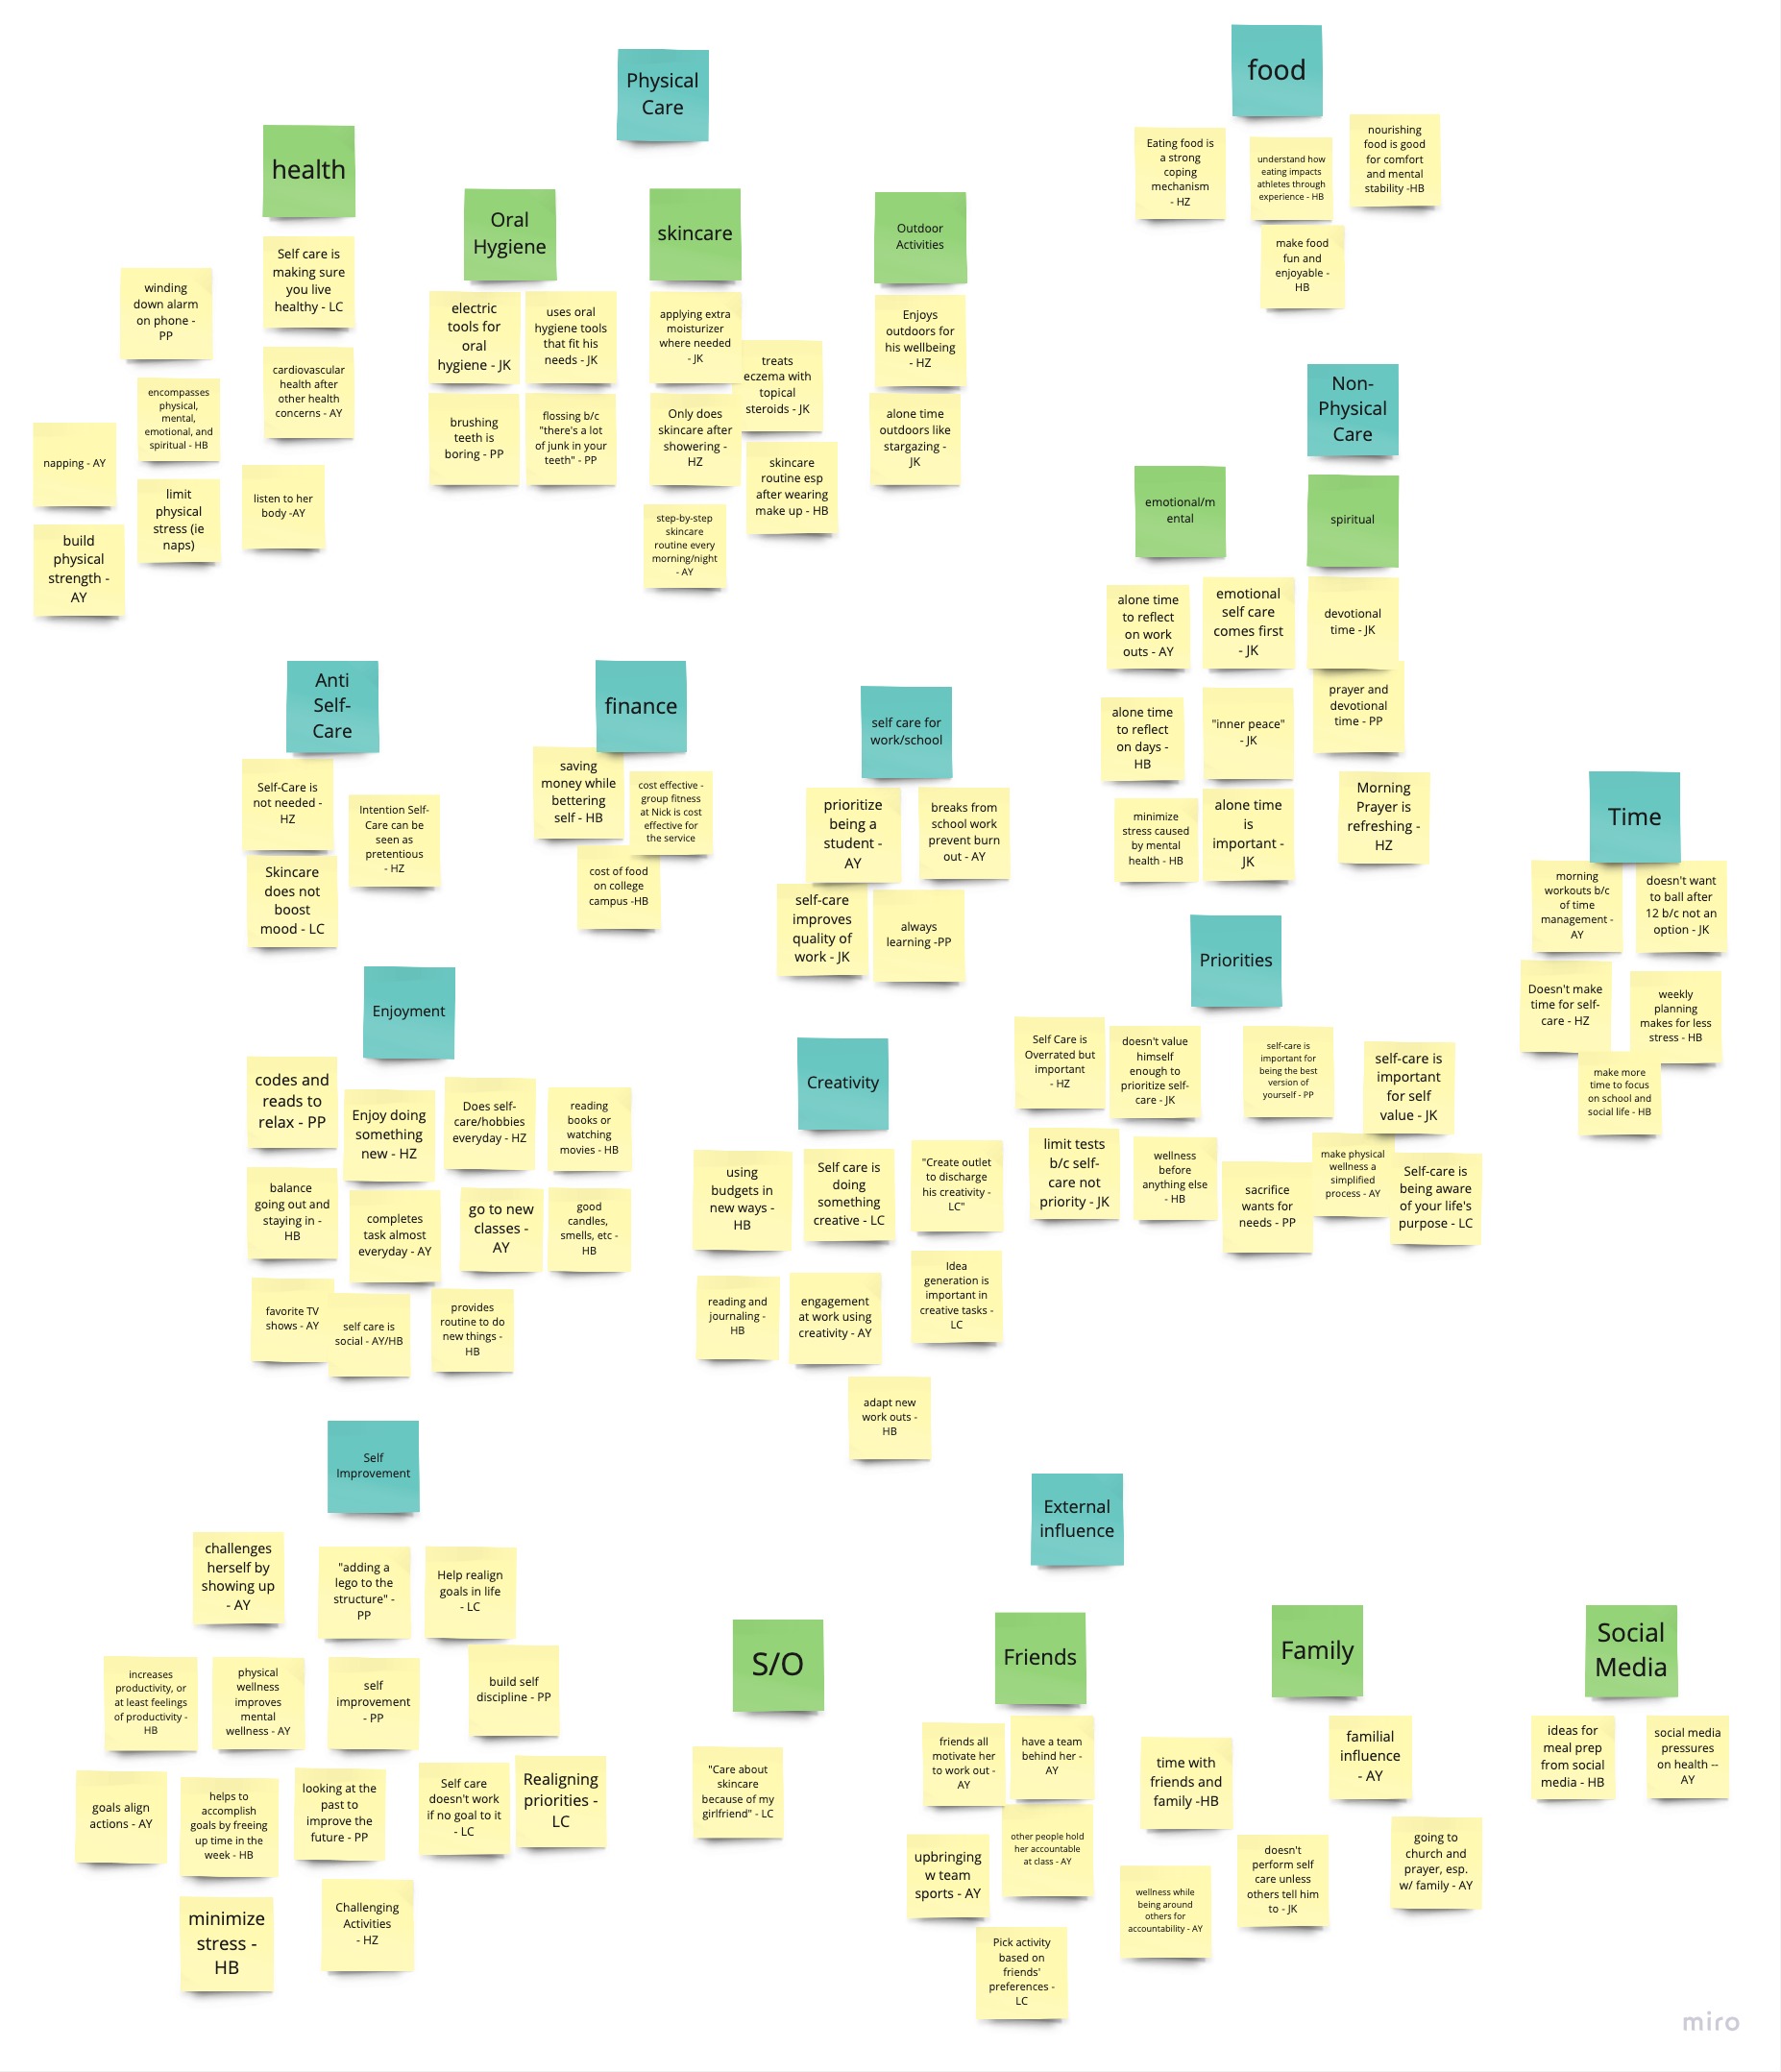 Physical
Care
food
health
Oral
Hygiene
skincare
Outdoor
Activities
Eating food is
a strong
coping
mechanism
- HZ
understand how
eating impacts
athletes through
experience - HB
nourishing
food is good
for comfort
and mental
stability -HB
make food
fun and
enjoyable -
HB
Self care is
making sure
you live
healthy - LC
winding
down alarm
on phone -
PP
cardiovascular
health after
other health
concerns - AY
encompasses
physical,
mental,
emotional, and
spiritual - HB
napping - AY
limit
physical
stress (ie
naps)
listen to her
body -AY
build
physical
strength -
AY
electric
tools for
oral
hygiene - JK
uses oral
hygiene tools
that fit his
needs - JK
brushing
teeth is
boring - PP
flossing b/c
"there's a lot
of junk in your
teeth" - PP
applying extra
moisturizer
where needed
- JK
treats
eczema with
topical
steroids - JK
Only does
skincare after
showering -
HZ
skincare
routine esp
after wearing
make up - HB
step-by-step
skincare
routine every
morning/night
- AY
Enjoys
outdoors for
his wellbeing
- HZ
alone time
outdoors like
stargazing -
JK
Non-
Physical
Care
emotional/m
ental
spiritual
alone time
to reflect
on work
outs - AY
emotional
self care
comes first
- JK
devotional
time - JK
alone time
to reflect
on days -
HB
"inner peace"
- JK
prayer and
devotional
time - PP
minimize
stress caused
by mental
health - HB
alone time
is
important -
JK
Morning
Prayer is
refreshing -
HZ
Anti
Self-
Care
Self-Care is
not needed -
HZ
Intention Self-
Care can be
seen as
pretentious
- HZ
Skincare
does not
boost
mood - LC
finance
saving
money while
bettering
self - HB
cost effective -
group fitness
at Nick is cost
effective for
the service
cost of food
on college
campus -HB
self care for
work/school
prioritize
being a
student -
AY
breaks from
school work
prevent burn
out - AY
self-care
improves
quality of
work - JK
always
learning -PP
Time
morning
workouts b/c
of time
management -
AY
doesn't want
to ball after
12 b/c not an
option - JK
Doesn't make
time for self-
care - HZ
weekly
planning
makes for less
stress - HB
make more
time to focus
on school and
social life - HB
Priorities
Self Care is
Overrated but
important
- HZ
doesn't value
himself
enough to
prioritize self-
care - JK
self-care is
important for
being the best
version of
yourself - PP
self-care is
important
for self
value - JK
limit tests
b/c self-
care not
priority - JK
wellness
before
anything else
- HB
sacrifice
wants for
needs - PP
make physical
wellness a
simplified
process - AY
Self-care is
being aware
of your life's
purpose - LC
Enjoyment
codes and
reads to
relax - PP
Enjoy doing
something
new - HZ
Does self-
care/hobbies
everyday - HZ
reading
books or
watching
movies - HB
balance
going out and
staying in -
HB
completes
task almost
everyday - AY
go to new
classes -
AY
good
candles,
smells, etc -
HB
favorite TV
shows - AY
self care is
social - AY/HB
provides
routine to do
new things -
HB
Creativity
using
budgets in
new ways -
HB
Self care is
doing
something
creative - LC
"Create outlet
to discharge
his creativity -
LC"
reading and
journaling -
HB
engagement
at work using
creativity - AY
Idea
generation is
important in
creative tasks -
LC
adapt new
work outs -
HB
Self
Improvement
challenges
herself by
showing up
- AY
"adding a
lego to the
structure" -
PP
Help realign
goals in life
- LC
increases
productivity, or
at least feelings
of productivity -
HB
physical
wellness
improves
mental
wellness - AY
self
improvement
- PP
build self
discipline - PP
goals align
actions - AY
helps to
accomplish
goals by freeing
up time in the
week - HB
looking at the
past to
improve the
future - PP
Self care
doesn't work
if no goal to it
- LC
Realigning
priorities -
LC
minimize
stress -
HB
Challenging
Activities
- HZ
External
influence
S/O
Friends
Family
Social
Media
"Care about
skincare
because of my
girlfriend" - LC
friends all
motivate her
to work out -
AY
have a team
behind her -
AY
upbringing
w team
sports - AY
other people hold
her accountable
at class - AY
Pick activity
based on
friends'
preferences -
LC
time with
friends and
family -HB
familial
influence
- AY
wellness while
being around
others for
accountability - AY
doesn't
perform self
care unless
others tell him
to - JK
going to
church and
prayer, esp.
w/ family - AY
ideas for
meal prep
from social
media - HB
social media
pressures
on health --
AY
miro